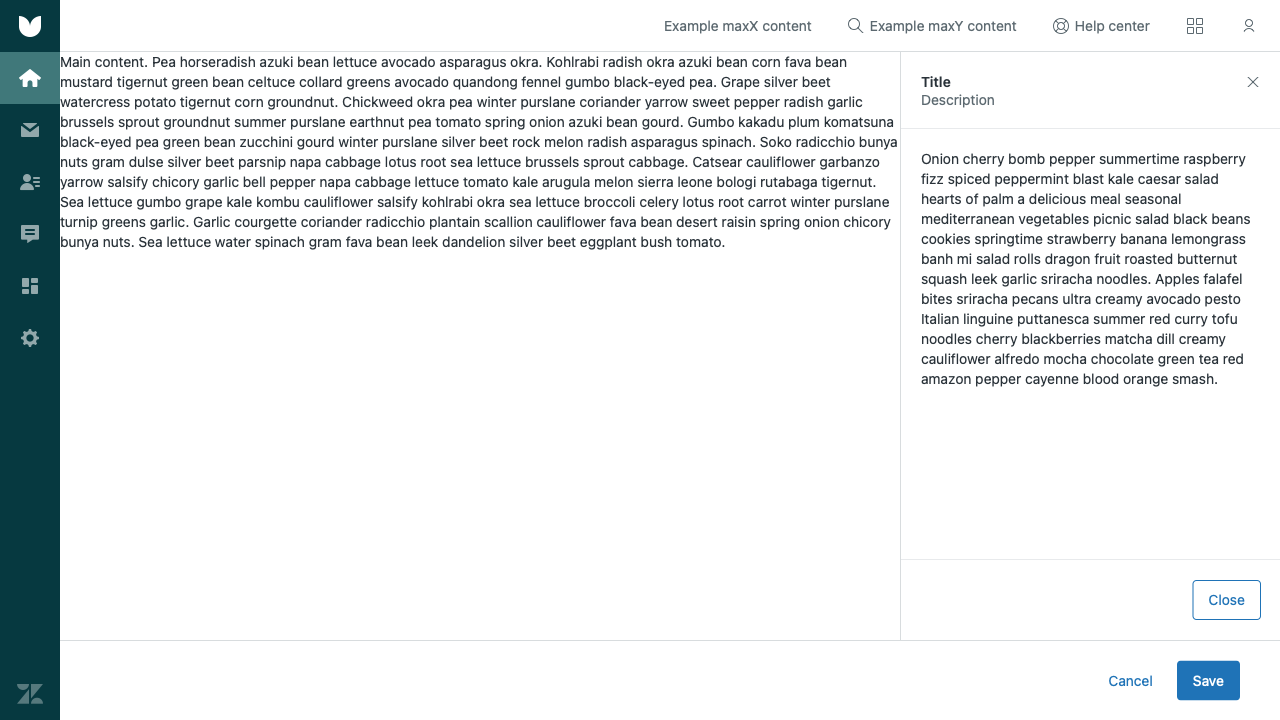 Example maxX content
Example maxY content
Help center
Main content. Pea horseradish azuki bean lettuce avocado asparagus okra. Kohlrabi radish okra azuki bean corn fava bean
mustard tigernut green bean celtuce collard greens avocado quandong fennel gumbo black-eyed pea. Grape silver beet
watercress potato tigernut corn groundnut. Chickweed okra pea winter purslane coriander yarrow sweet pepper radish garlic
brussels sprout groundnut summer purslane earthnut pea tomato spring onion azuki bean gourd. Gumbo kakadu plum komatsuna
black-eyed pea green bean zucchini gourd winter purslane silver beet rock melon radish asparagus spinach. Soko radicchio bunya
nuts gram dulse silver beet parsnip napa cabbage lotus root sea lettuce brussels sprout cabbage. Catsear cauliflower garbanzo
yarrow salsify chicory garlic bell pepper napa cabbage lettuce tomato kale arugula melon sierra leone bologi rutabaga tigernut.
Sea lettuce gumbo grape kale kombu cauliflower salsify kohlrabi okra sea lettuce broccoli celery lotus root carrot winter purslane
turnip greens garlic. Garlic courgette coriander radicchio plantain scallion cauliflower fava bean desert raisin spring onion chicory
bunya nuts. Sea lettuce water spinach gram fava bean leek dandelion silver beet eggplant bush tomato.
Title
Description
Onion cherry bomb pepper summertime raspberry
fizz spiced peppermint blast kale caesar salad
hearts of palm a delicious meal seasonal
mediterranean vegetables picnic salad black beans
cookies springtime strawberry banana lemongrass
banh mi salad rolls dragon fruit roasted butternut
squash leek garlic sriracha noodles. Apples falafel
bites sriracha pecans ultra creamy avocado pesto
Italian linguine puttanesca summer red curry tofu
noodles cherry blackberries matcha dill creamy
cauliflower alfredo mocha chocolate green tea red
amazon pepper cayenne blood orange smash.
Close
Cancel
Save